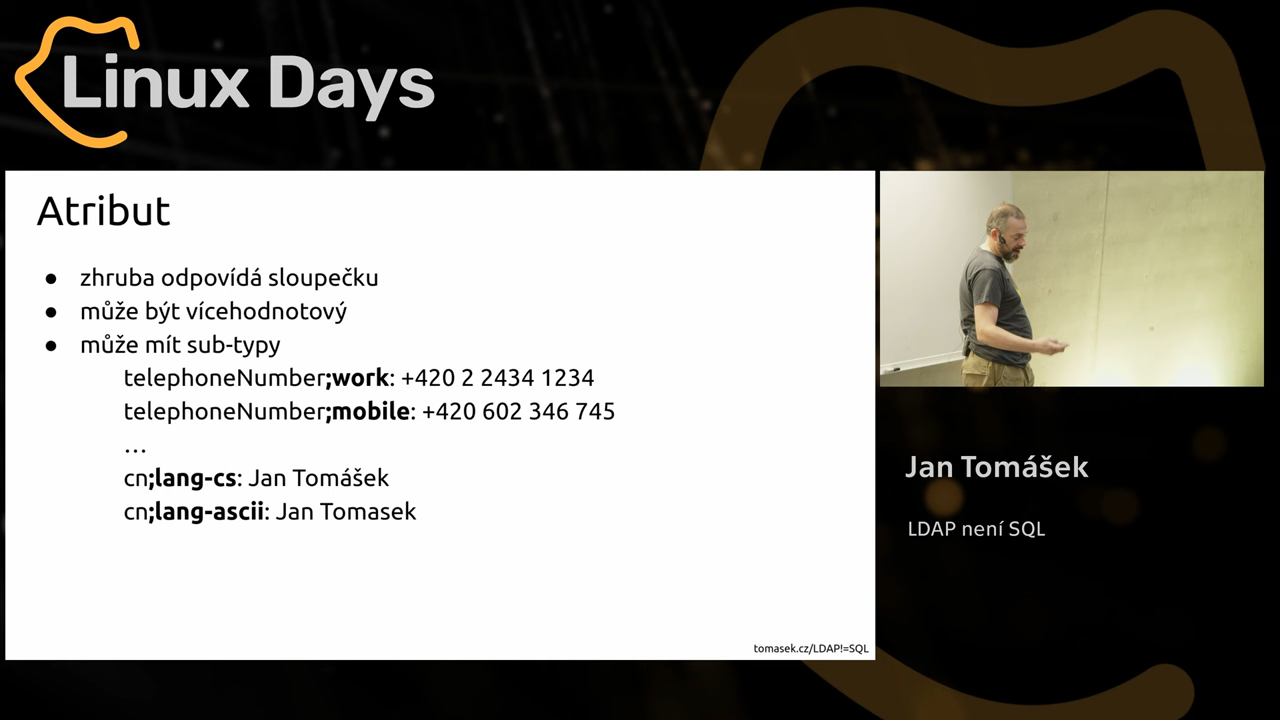 Linux Days
Atribut
● zhruba odpovídá sloupečku
● může být vícehodnotový
● může mít sub-typy
telephoneNumber;work: +420 2 2434 1234
telephoneNumber;mobile: +420 602 346 745
…
cn;lang-cs: Jan Tomášek
cn;lang-ascii: Jan Tomasek
tomasek.cz/LDAP!=SQL
Jan Tomášek
LDAP není SQL